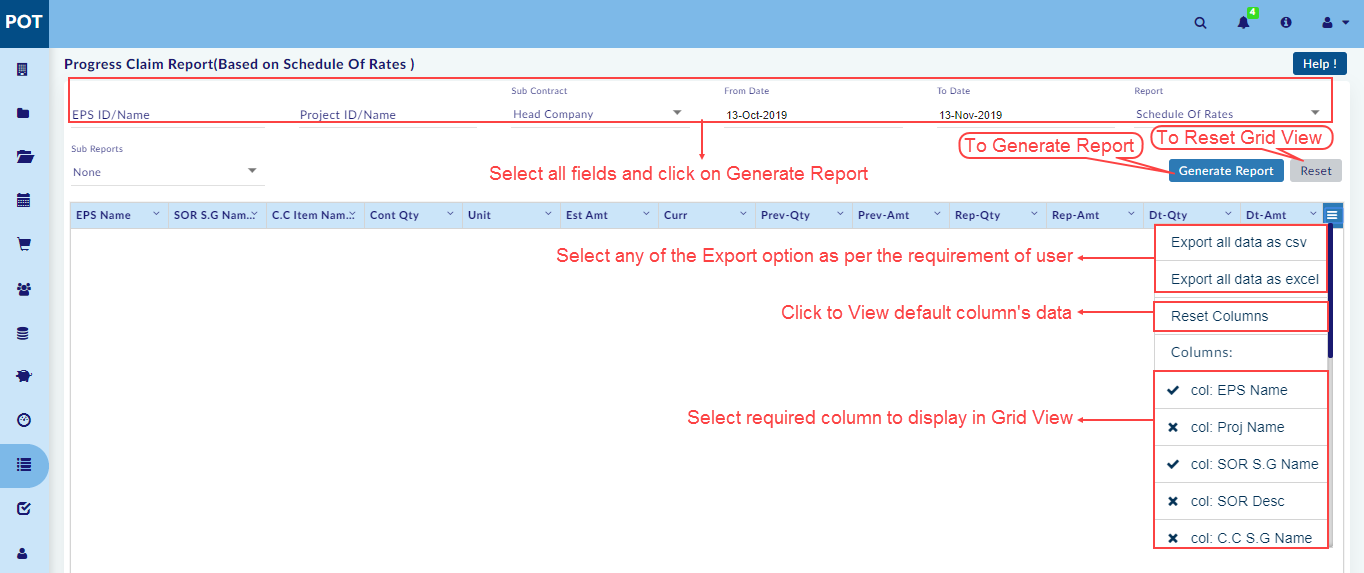 POT
4
Progress Claim Report(Based on Schedule Of Rates )
Help !
Sub Contract
From Date
To Date
Report
EPS ID/Name
Project ID/Name
Head Company
13-Oct-2019
13-Nov-2019
Schedule Of Rates
To Generate Report
To Reset Grid View
Sub Reports
None
Select all fields and click on Generate Report
Generate Report
Reset
EPS Name
SOR S.G Nam...
C.C Item Nam...
Cont Qty
Unit
Est Amt
Curr
Prev-Qty
Prev-Amt
Rep-Qty
Rep-Amt
Dt-Qty
Dt-Amt
Export all data as csv
Select any of the Export option as per the requirement of user
Export all data as excel
Click to View default column's data
Reset Columns
Columns:
col: EPS Name
Select required column to display in Grid View
col: Proj Name
col: SOR S.G Name
col: SOR Desc
col: C.C S.G Name